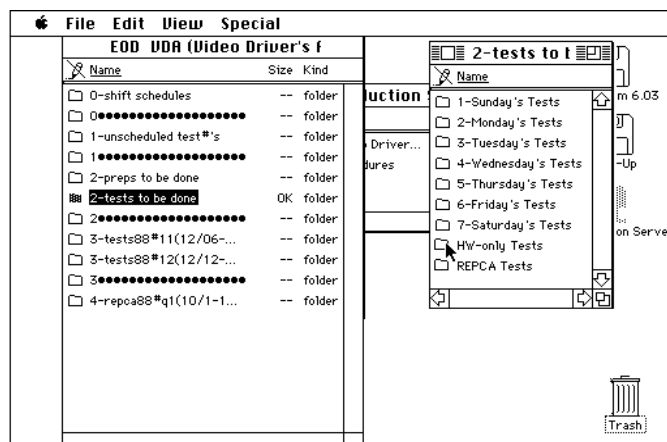 File Edit View Special
EOD VDA (Video Driver's f
Name Size Kind
0-shift schedules -- folder
0●●●●●●●●●●●●●●●●●●● -- folder
1-unscheduled test#'s -- folder
1●●●●●●●●●●●●●●●●●●● -- folder
2-preps to be done -- folder
2-tests to be done 0K folder
2●●●●●●●●●●●●●●●●●●● -- folder
3-tests88#11(12/06-... -- folder
3-tests88#12(12/12-... -- folder
3●●●●●●●●●●●●●●●●●●● -- folder
4-repca88#q1(10/1-1... -- folder
uction
Driver...
dures
2-tests to t
Name
1-Sunday's Tests
2-Monday's Tests
3-Tuesday's Tests
4-Wednesday's Tests
5-Thursday's Tests
6-Friday's Tests
7-Saturday's Tests
HW-only Tests
REPCA Tests
m 6.03
-Up
on Serve
Trash